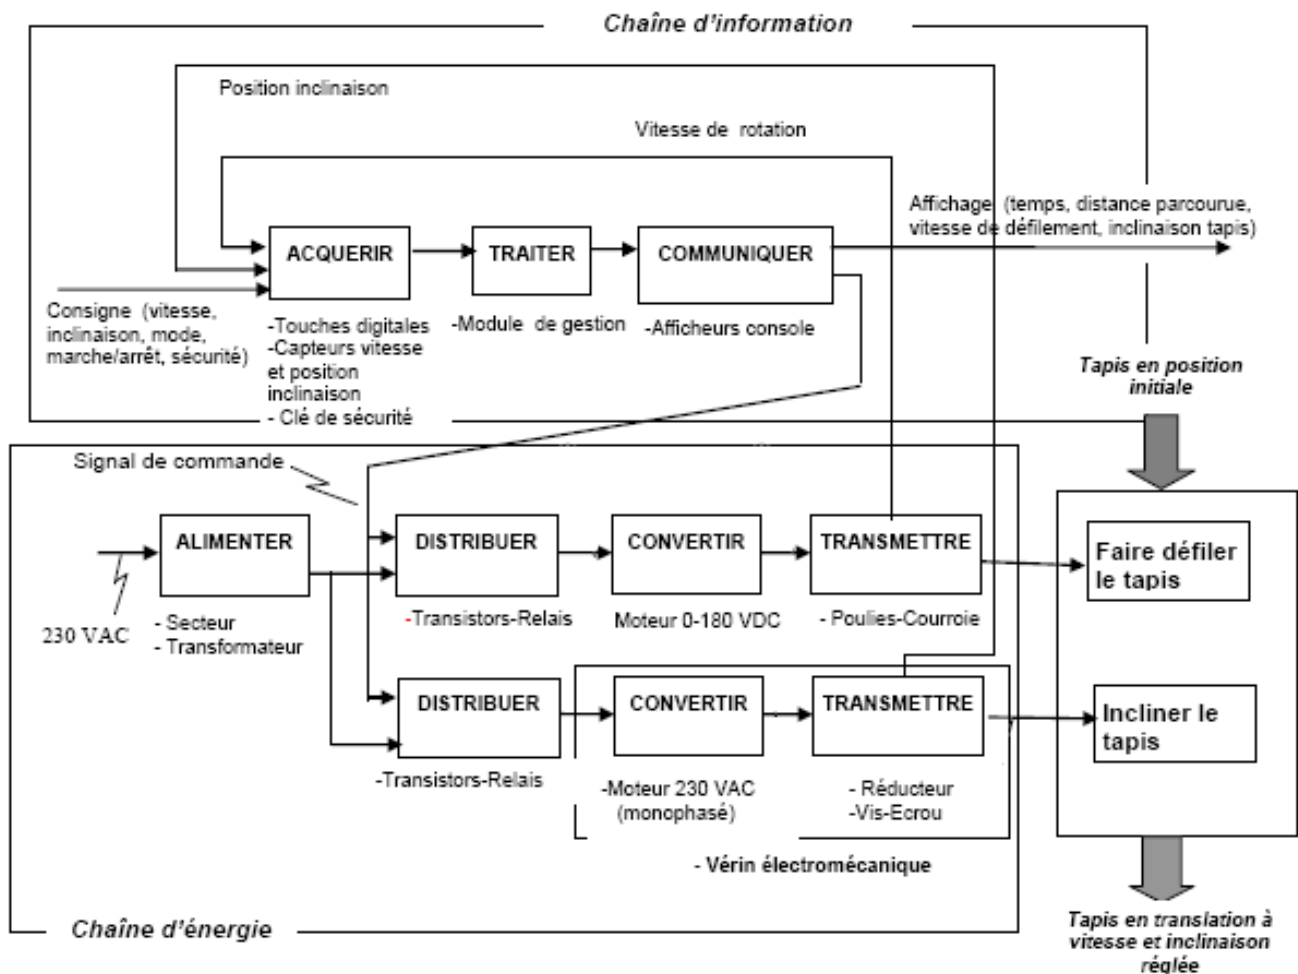 Chaîne d'information
Position inclinaison
Vitesse de rotation
Affichage (temps, distance parcourue,
vitesse de défilement, inclinaison tapis)
ACQUERIR
TRAITER
COMMUNIQUER
Consigne (vitesse,
inclinaison, mode,
marche/arrêt, sécurité)
-Touches digitales
-Capteurs vitesse
et position
inclinaison
- Clé de sécurité
-Module de gestion
-Afficheurs console
Tapis en position
initiale
Signal de commande
ALIMENTER
DISTRIBUER
CONVERTIR
TRANSMETTRE
Faire défiler
le tapis
230 VAC
- Secteur
- Transformateur
-Transistors-Relais
Moteur 0-180 VDC
- Poulies-Courroie
DISTRIBUER
CONVERTIR
TRANSMETTRE
Incliner le
tapis
-Transistors-Relais
-Moteur 230 VAC
(monophasé)
- Réducteur
-Vis-Ecrou
- Vérin électromécanique
Chaîne d'énergie
Tapis en translation à
vitesse et inclinaison
réglée